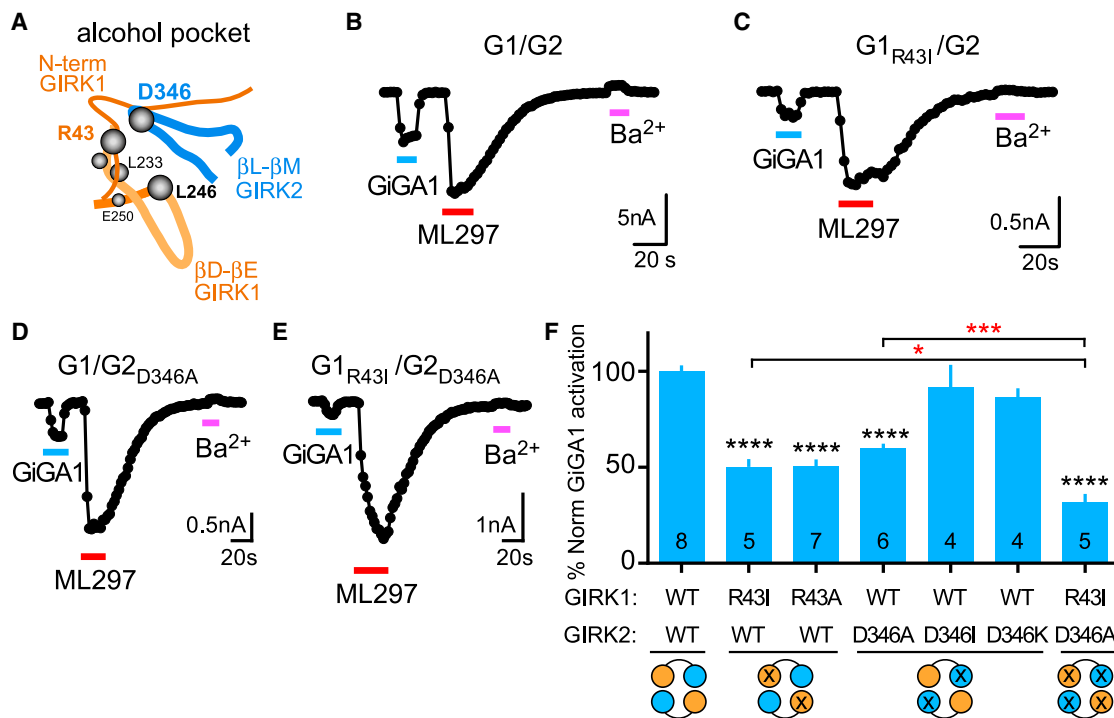 A
alcohol pocket
N-term
GIRK1
D346
R43
L233
L246
E250
βL-βM
GIRK2
βD-βE
GIRK1
B
G1/G2
GiGA1
ML297
Ba2+
5nA
20 s
C
G1R43I/G2
GiGA1
ML297
Ba2+
0.5nA
20s
D
G1/G2D346A
GiGA1
ML297
Ba2+
0.5nA
20s
E
G1R43I/G2D346A
GiGA1
ML297
Ba2+
1nA
20s
F
% Norm GiGA1 activation
100
50
0
***
*
**** **** **** ****
8 5 7 6 4 4 5
GIRK1: WT R43I R43A WT WT WT R43I
GIRK2: WT WT WT D346A D346I D346K D346A
X X X X
X X X X